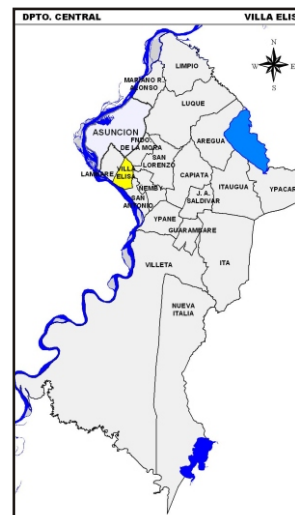 DPTO. CENTRAL VILLA ELIS
N
W E
S
LIMPIO
MARIANO R.
ALONSO
LUQUE
ASUNCION
AREGUA
FNDO
DE LA MORA
SAN
LORENZO
LAMBARE
VILLA
ELISA
CAPIATA
ITAUGUA
YPACAR
ÑEMBY
J. A.
SALDIVAR
SAN
ANTONIO
YPANE
GUARAMBARE
VILLETA
ITA
NUEVA
ITALIA